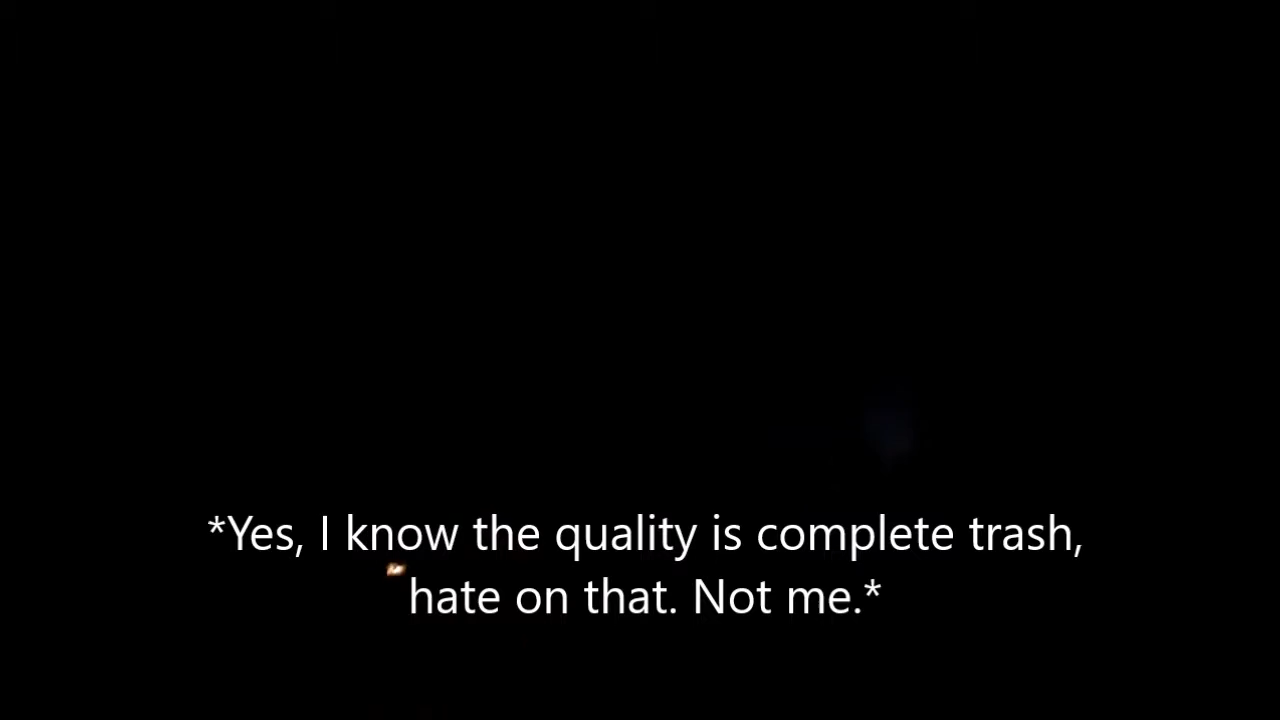 *Yes, I know the quality is complete trash,
hate on that. Not me.*